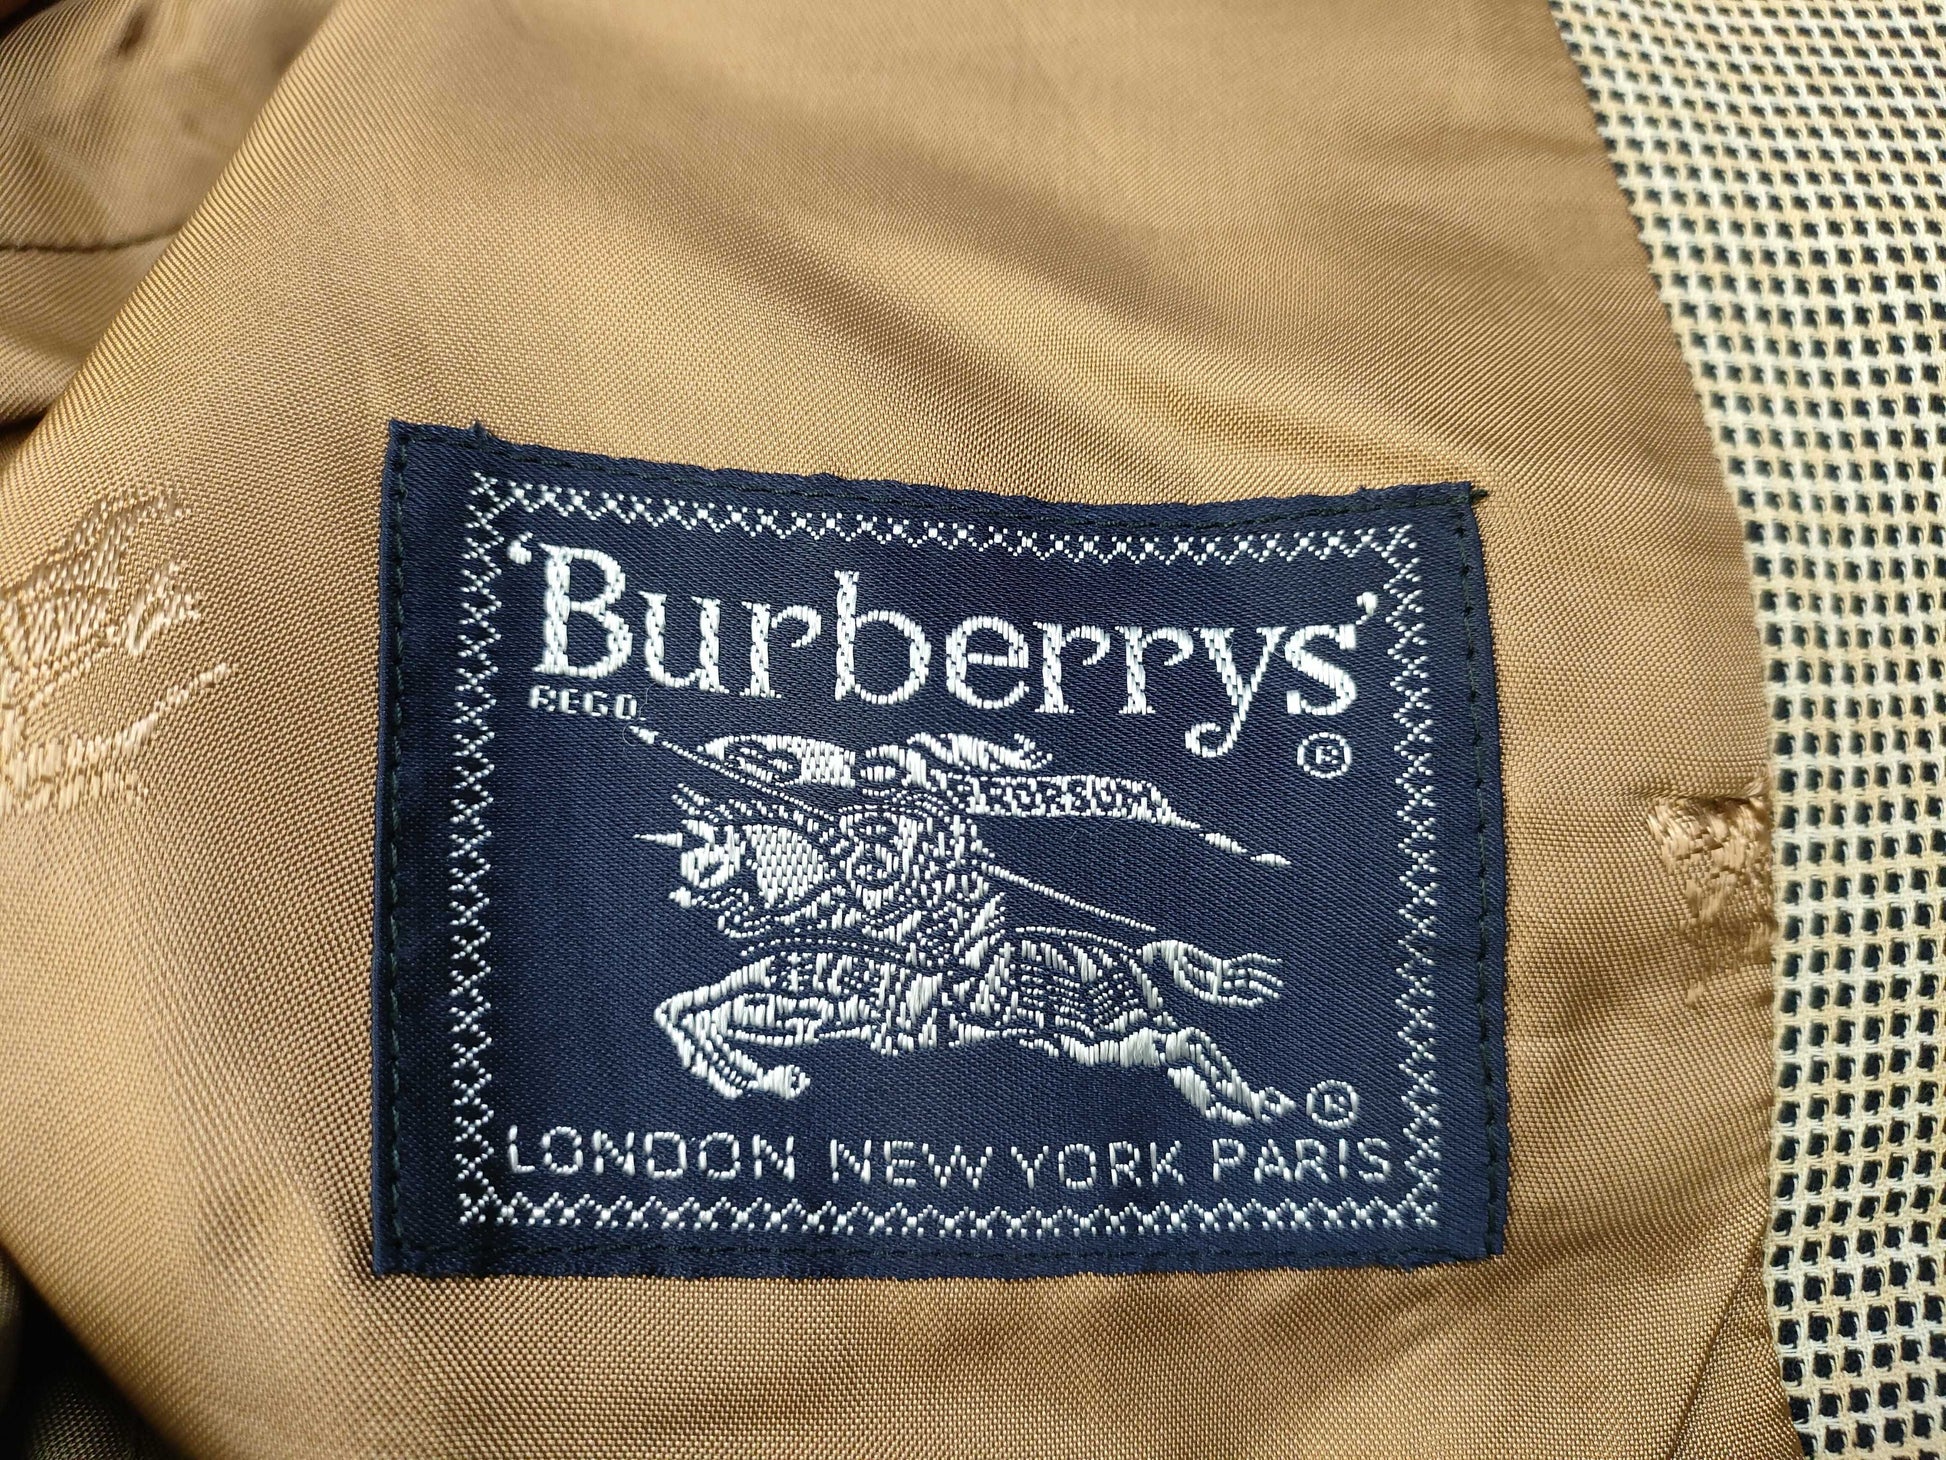 'Burberrys'
REGD. ®
®
LONDON NEW YORK PARIS